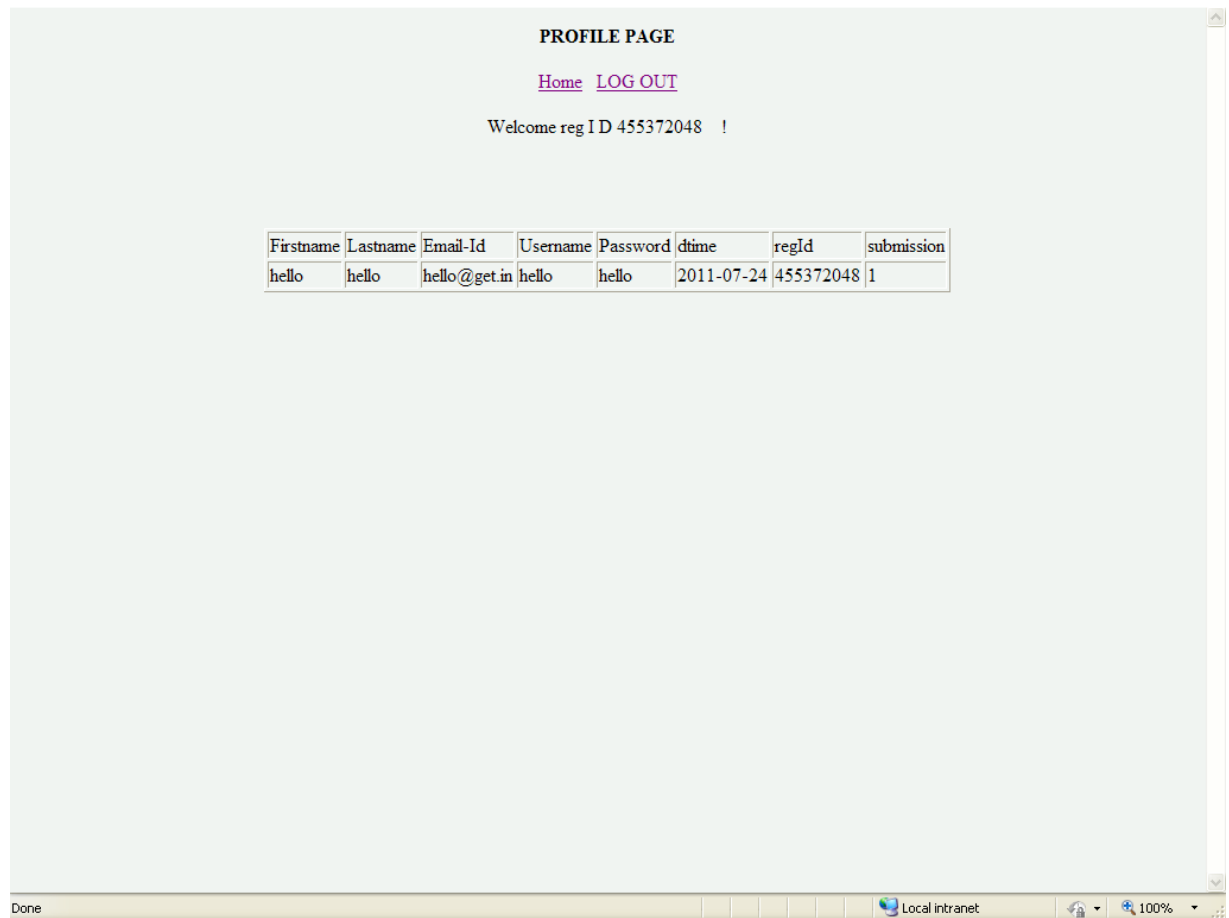 PROFILE PAGE
Home LOG OUT
Welcome reg I D 455372048 !
Firstname Lastname Email-Id Username Password dtime regId submission
hello hello hello@get.in hello hello 2011-07-24 455372048 1
Done Local intranet 100%